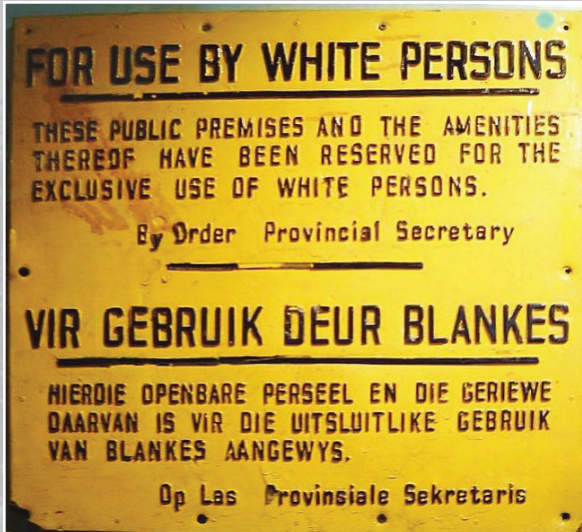 FOR USE BY WHITE PERSONS
THESE PUBLIC PREMISES AND THE AMENITIES
THEREOF HAVE BEEN RESERVED FOR THE
EXCLUSIVE USE OF WHITE PERSONS.
By Order Provincial Secretary
VIR GEBRUIK DEUR BLANKES
HIERDIE OPENBARE PERSEEL EN DIE GERIEWE
DAARVAN IS VIR DIE UITSLUITLIKE GEBRUIK
VAN BLANKES AANGEWYS.
Op Las Provinsiale Sekretaris